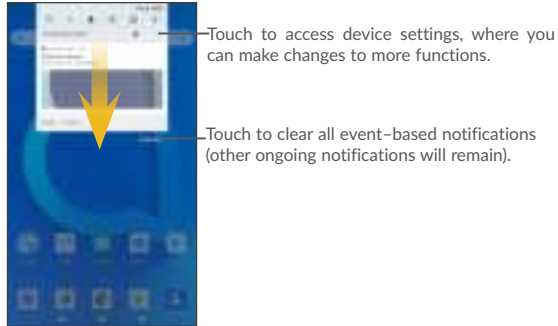 Touch to access device settings, where you
can make changes to more functions.
Touch to clear all event–based notifications
(other ongoing notifications will remain).